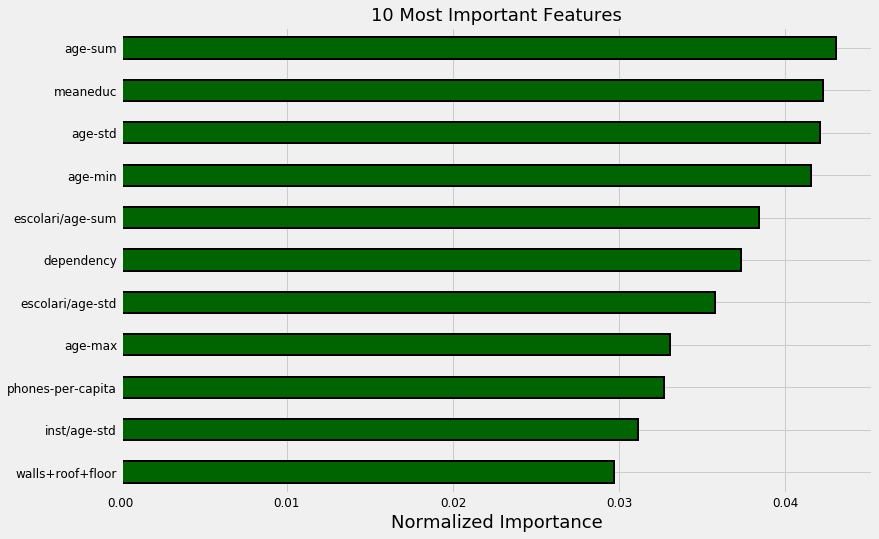 10 Most Important Features
age-sum
meaneduc
age-std
age-min
escolari/age-sum
dependency
escolari/age-std
age-max
phones-per-capita
inst/age-std
walls+roof+floor
0.00 0.01 0.02 0.03 0.04
Normalized Importance